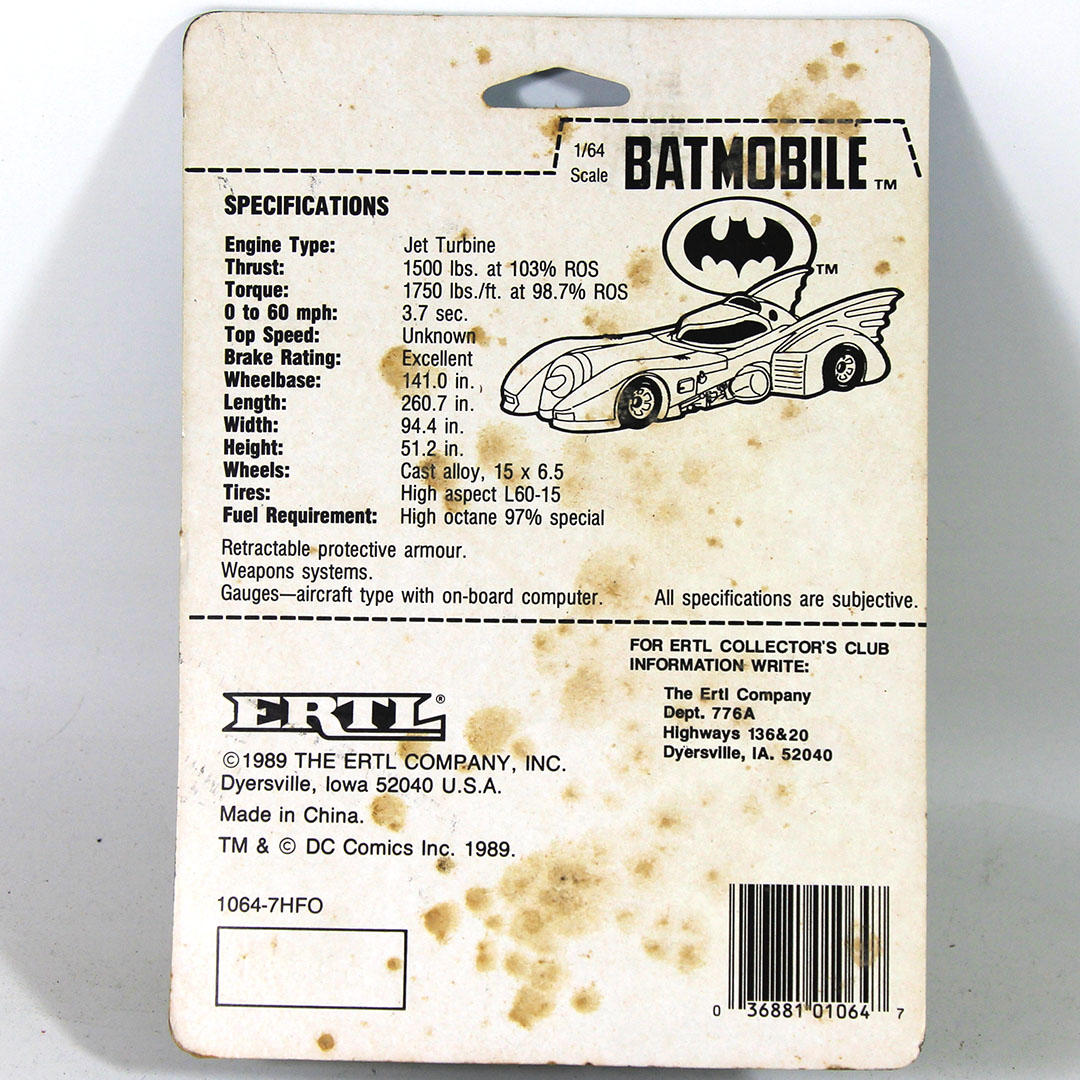 1/64
Scale
BATMOBILE TM
SPECIFICATIONS
Engine Type: Jet Turbine
Thrust: 1500 lbs. at 103% ROS
Torque: 1750 lbs./ft. at 98.7% ROS
0 to 60 mph: 3.7 sec.
Top Speed: Unknown
Brake Rating: Excellent
Wheelbase: 141.0 in.
Length: 260.7 in.
Width: 94.4 in.
Height: 51.2 in.
Wheels: Cast alloy, 15 x 6.5
Tires: High aspect L60-15
Fuel Requirement: High octane 97% special
TM
Retractable protective armour.
Weapons systems.
Gauges—aircraft type with on-board computer.
All specifications are subjective.
FOR ERTL COLLECTOR'S CLUB
INFORMATION WRITE:
The Ertl Company
Dept. 776A
Highways 136&20
Dyersville, IA. 52040
ERTL®
©1989 THE ERTL COMPANY, INC.
Dyersville, Iowa 52040 U.S.A.
Made in China.
TM & © DC Comics Inc. 1989.
1064-7HFO
0 36881 01064 7